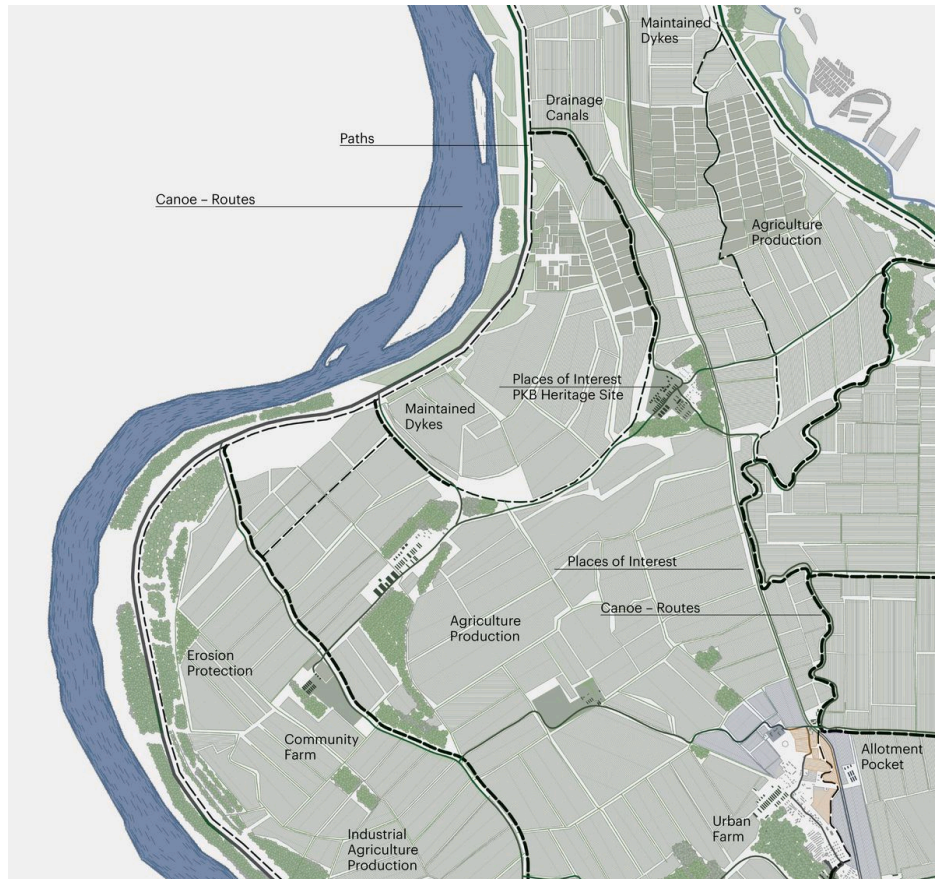 Maintained
Dykes
Drainage
Canals
Paths
Canoe – Routes
Agriculture
Production
Places of Interest
PKB Heritage Site
Maintained
Dykes
Places of Interest
Canoe – Routes
Agriculture
Production
Erosion
Protection
Community
Farm
Allotment
Pocket
Urban
Farm
Industrial
Agriculture
Production